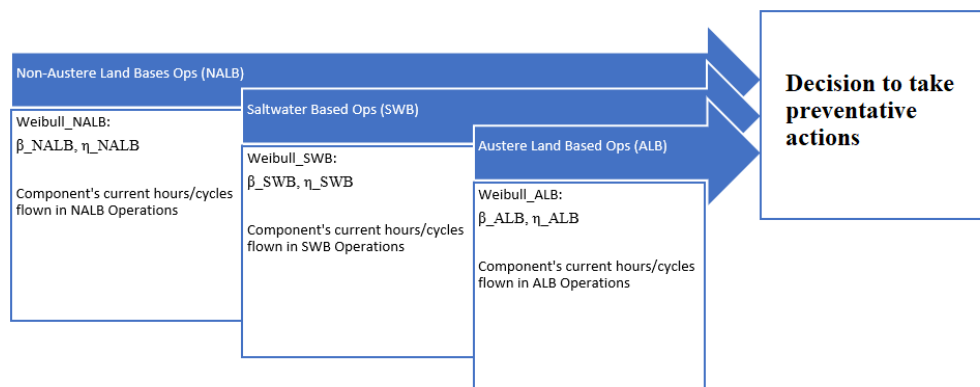 Non-Austere Land Bases Ops (NALB)
Weibull_NALB:
β_NALB, η_NALB
Component's current hours/cycles
flown in NALB Operations
Saltwater Based Ops (SWB)
Weibull_SWB:
β_SWB, η_SWB
Component's current hours/cycles
flown in SWB Operations
Austere Land Based Ops (ALB)
Weibull_ALB:
β_ALB, η_ALB
Component's current hours/cycles
flown in ALB Operations
Decision to take
preventative
actions